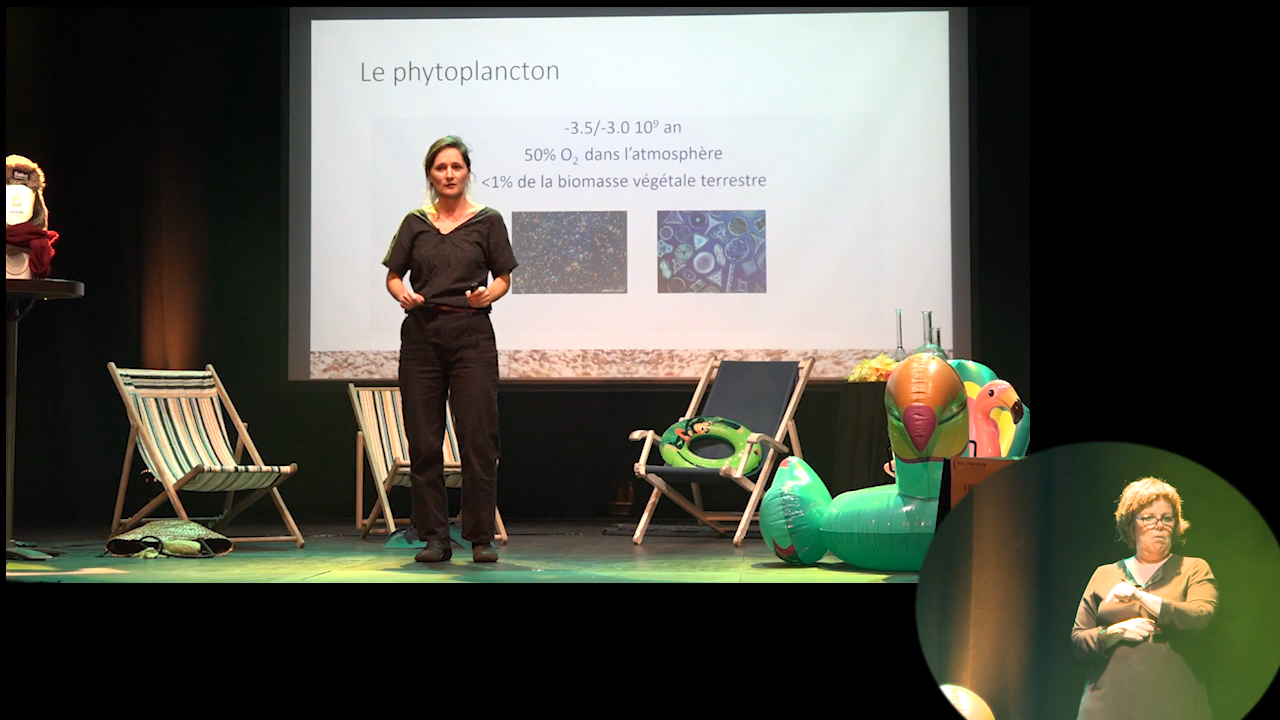 Le phytoplancton
-3.5/-3.0 10⁹ an
50% O₂ dans l'atmosphère
<1% de la biomasse végétale terrestre